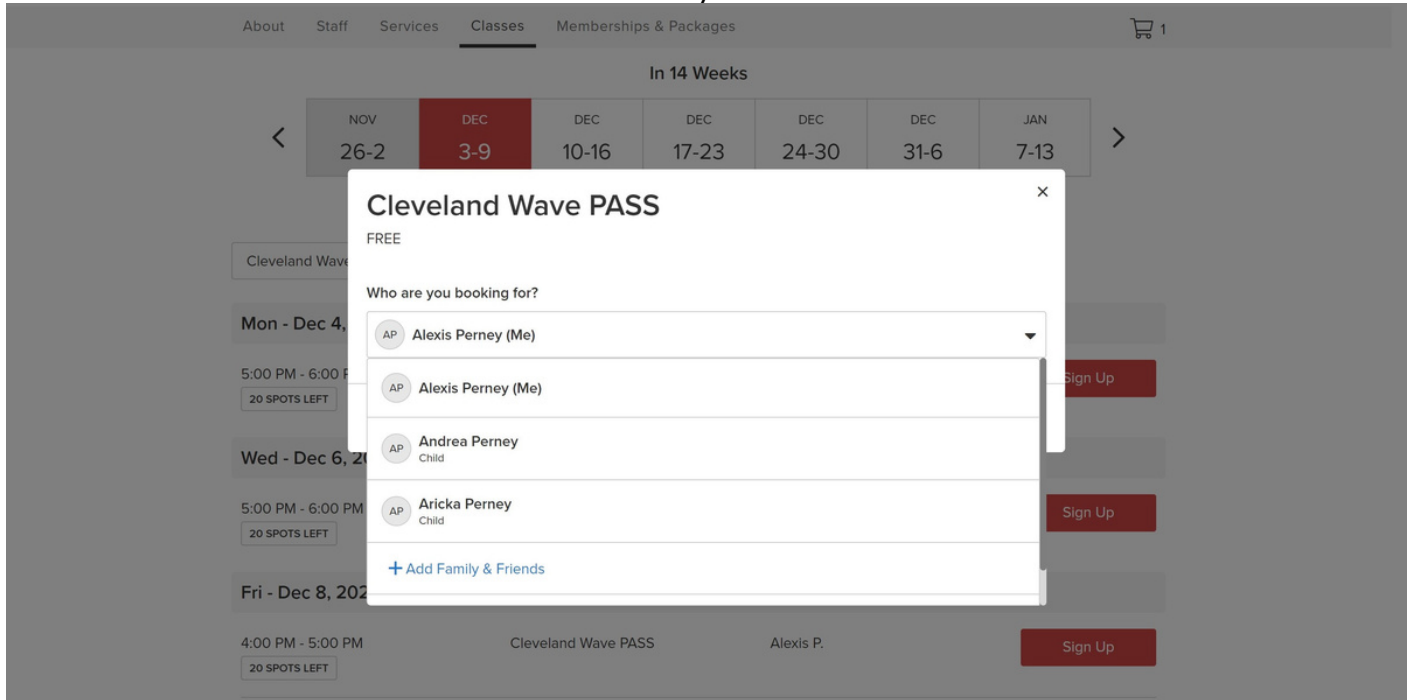 About Staff Services Classes Memberships & Packages 1
In 14 Weeks
NOV DEC DEC DEC DEC DEC JAN
26-2 3-9 10-16 17-23 24-30 31-6 7-13
Cleveland Wave PASS
FREE
Cleveland Wave
Who are you booking for?
Mon - Dec 4,
AP Alexis Perney (Me)
5:00 PM - 6:00 P
Sign Up
20 SPOTS LEFT
AP Alexis Perney (Me)
Wed - Dec 6, 20
AP Andrea Perney
Child
5:00 PM - 6:00 PM
Sign Up
20 SPOTS LEFT
AP Aricka Perney
Child
+ Add Family & Friends
Fri - Dec 8, 202
4:00 PM - 5:00 PM Cleveland Wave PASS Alexis P. Sign Up
20 SPOTS LEFT